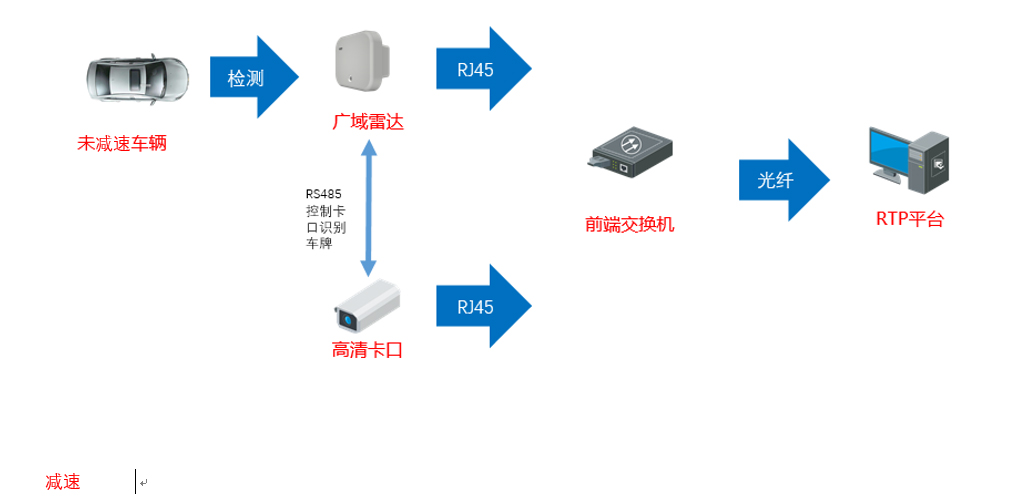 检测
RJ45
未减速车辆
广域雷达
RS485
控制卡
口识别
车牌
前端交换机
光纤
RTP平台
RJ45
高清卡口
减速